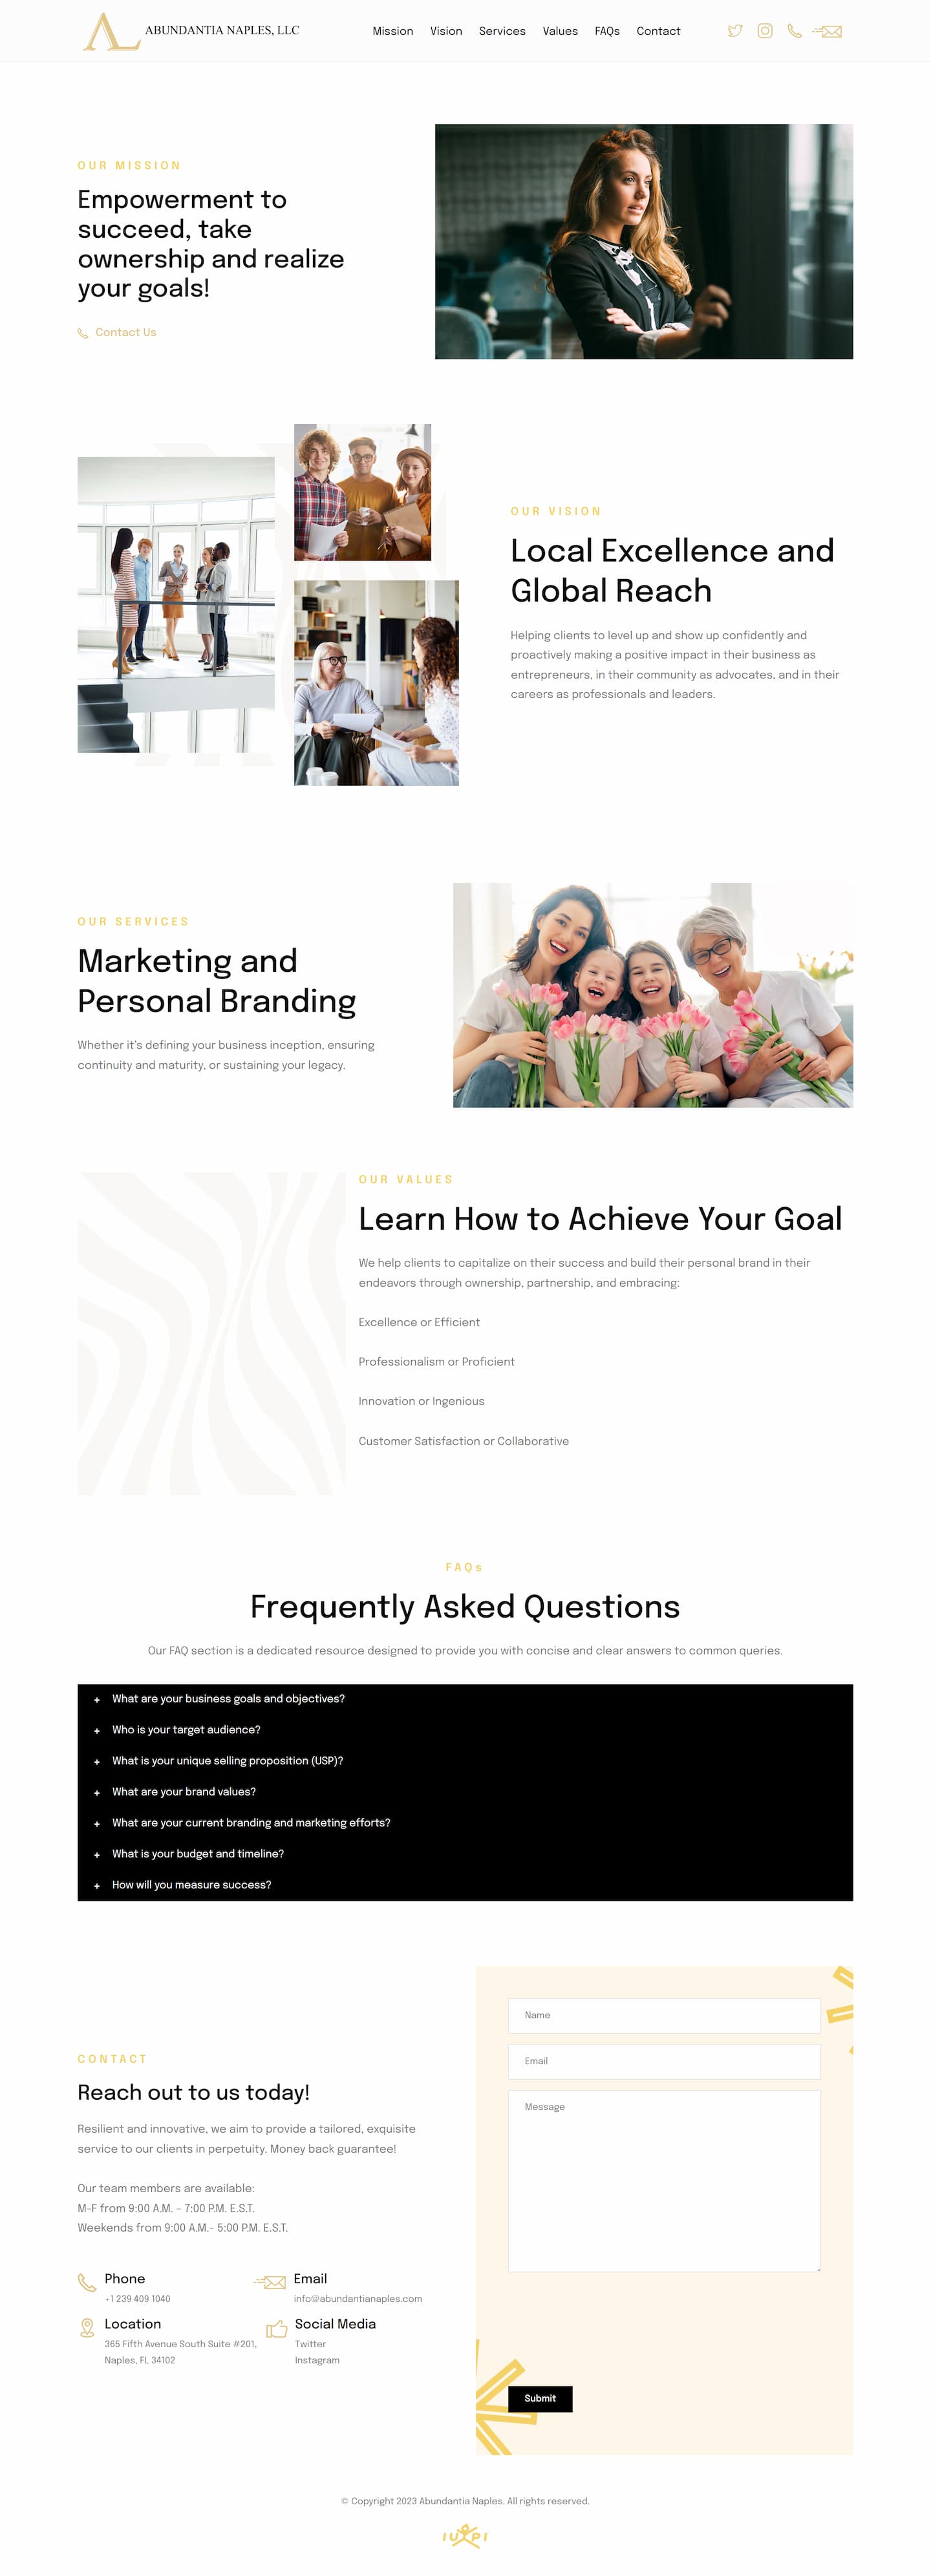 ABUNDANTIA NAPLES, LLC
Mission Vision Services Values FAQs Contact
OUR MISSION
Empowerment to
succeed, take
ownership and realize
your goals!
Contact Us
OUR VISION
Local Excellence and
Global Reach
Helping clients to level up and show up confidently and
proactively making a positive impact in their business as
entrepreneurs, in their community as advocates, and in their
careers as professionals and leaders.
OUR SERVICES
Marketing and
Personal Branding
Whether it's defining your business inception, ensuring
continuity and maturity, or sustaining your legacy.
OUR VALUES
Learn How to Achieve Your Goal
We help clients to capitalize on their success and build their personal brand in their
endeavors through ownership, partnership, and embracing:
Excellence or Efficient
Professionalism or Proficient
Innovation or Ingenious
Customer Satisfaction or Collaborative
FAQs
Frequently Asked Questions
Our FAQ section is a dedicated resource designed to provide you with concise and clear answers to common queries.
+ What are your business goals and objectives?
+ Who is your target audience?
+ What is your unique selling proposition (USP)?
+ What are your brand values?
+ What are your current branding and marketing efforts?
+ What is your budget and timeline?
+ How will you measure success?
CONTACT
Reach out to us today!
Resilient and innovative, we aim to provide a tailored, exquisite
service to our clients in perpetuity. Money back guarantee!
Our team members are available:
M-F from 9:00 A.M. – 7:00 P.M. E.S.T.
Weekends from 9:00 A.M.- 5:00 P.M. E.S.T.
Phone
+1 239 409 1040
Email
info@abundantianaples.com
Location
365 Fifth Avenue South Suite #201,
Naples, FL 34102
Social Media
Twitter
Instagram
Name
Email
Message
Submit
© Copyright 2023 Abundantia Naples. All rights reserved.